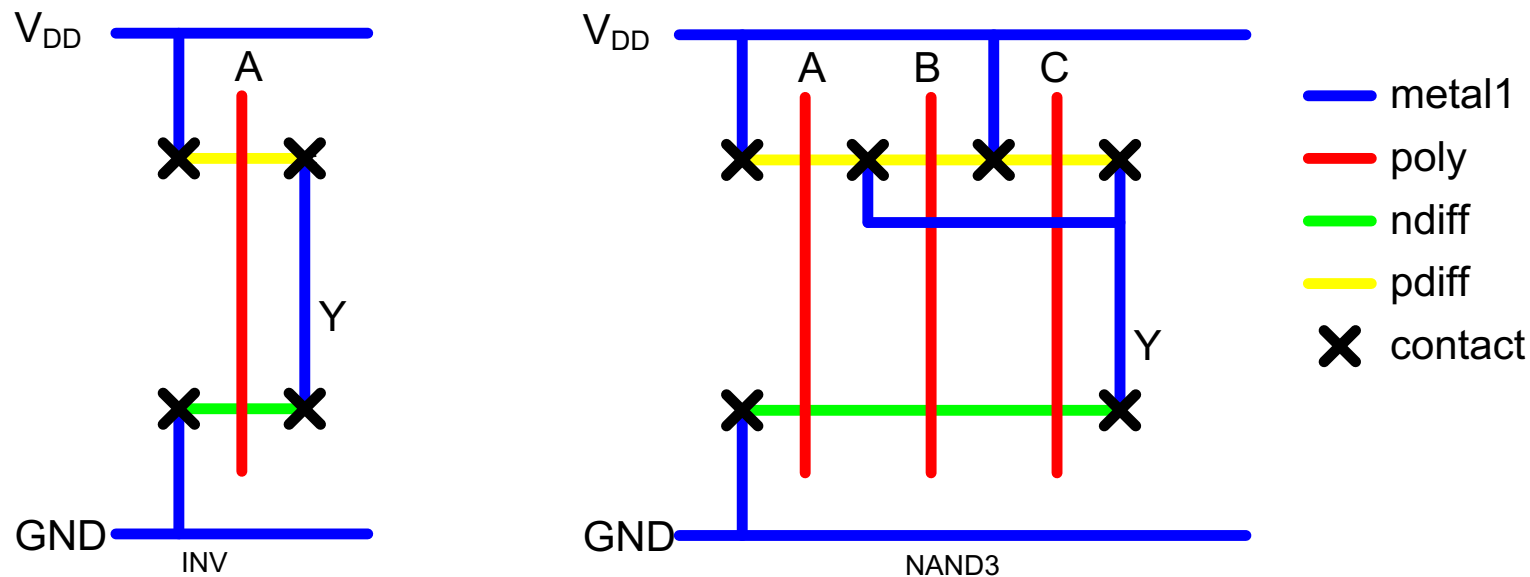 VDD
A
Y
GND
INV
VDD
A B C
Y
GND
NAND3
metal1
poly
ndiff
pdiff
contact